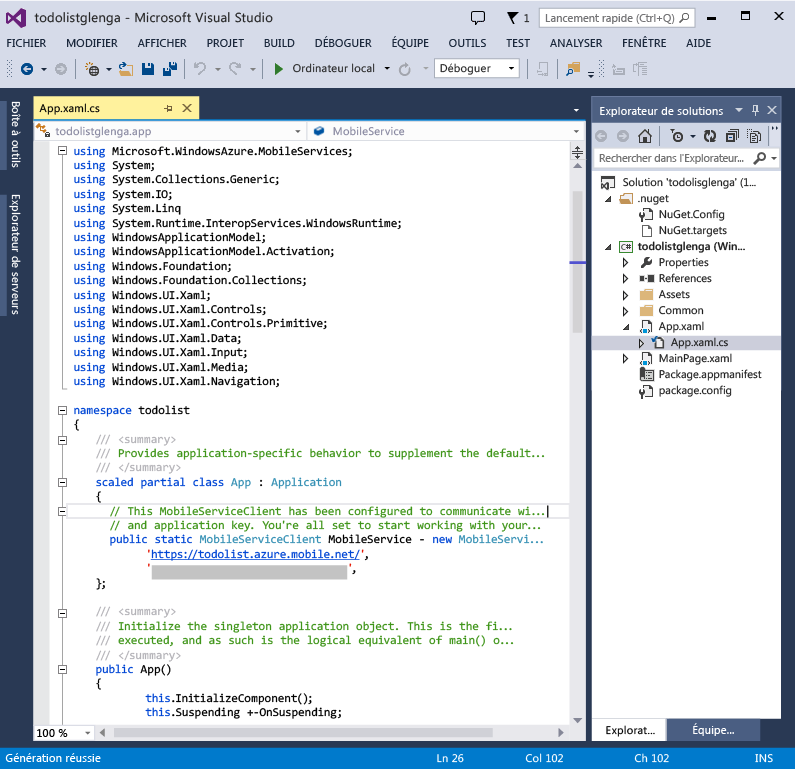 todolistglenga - Microsoft Visual Studio
1
Lancement rapide (Ctrl+Q)
FICHIER MODIFIER AFFICHER PROJET BUILD DÉBOGUER ÉQUIPE OUTILS TEST ANALYSER FENÊTRE AIDE
Ordinateur local
Déboguer
Boîte à outils
Explorateur de serveurs
App.xaml.cs
todolistglenga.app
MobileService
using Microsoft.WindowsAzure.MobileServices;
using System;
using System.Collections.Generic;
using System.IO;
using System.Linq
using System.Runtime.InteropServices.WindowsRuntime;
using WindowsApplicationModel;
using WindowsApplicationModel.Activation;
using Windows.Foundation;
using Windows.Foundation.Collections;
using Windows.UI.Xaml;
using Windows.UI.Xaml.Controls;
using Windows.UI.Xaml.Controls.Primitive;
using Windows.UI.Xaml.Data;
using Windows.UI.Xaml.Input;
using Windows.UI.Xaml.Media;
using Windows.UI.Xaml.Navigation;
namespace todolist
{
/// <summary>
/// Provides application-specific behavior to supplement the default...
/// </summary>
scaled partial class App : Application
{
// This MobileServiceClient has been configured to communicate wi...
// and application key. You're all set to start working with your...
public static MobileServiceClient MobileService - new MobileServi...
'https://todolist.azure.mobile.net/',
' ',
};
/// <summary>
/// Initialize the singleton application object. This is the fi...
/// executed, and as such is the logical equivalent of main() o...
/// </summary>
public App()
{
this.InitializeComponent();
this.Suspending +-OnSuspending;
100 %
Explorateur de solutions
Rechercher dans l'Explorateur...
Solution 'todolisglenga' (1...
.nuget
NuGet.Config
NuGet.targets
C# todolistglenga (Win...
Properties
References
Assets
Common
App.xaml
App.xaml.cs
MainPage.xaml
Package.appmanifest
package.config
Explorat...
Équipe...
Génération réussie
Ln 26
Col 102
Ch 102
INS